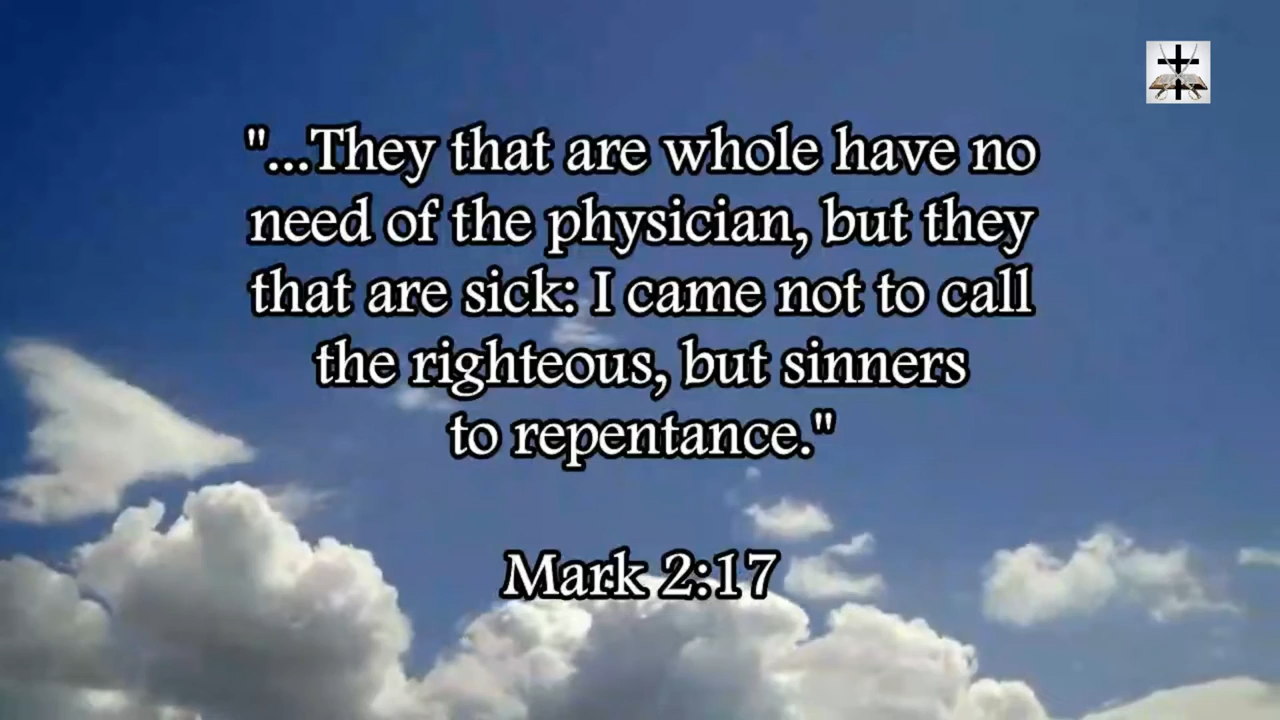 "...They that are whole have no
need of the physician, but they
that are sick: I came not to call
the righteous, but sinners
to repentance."
Mark 2:17